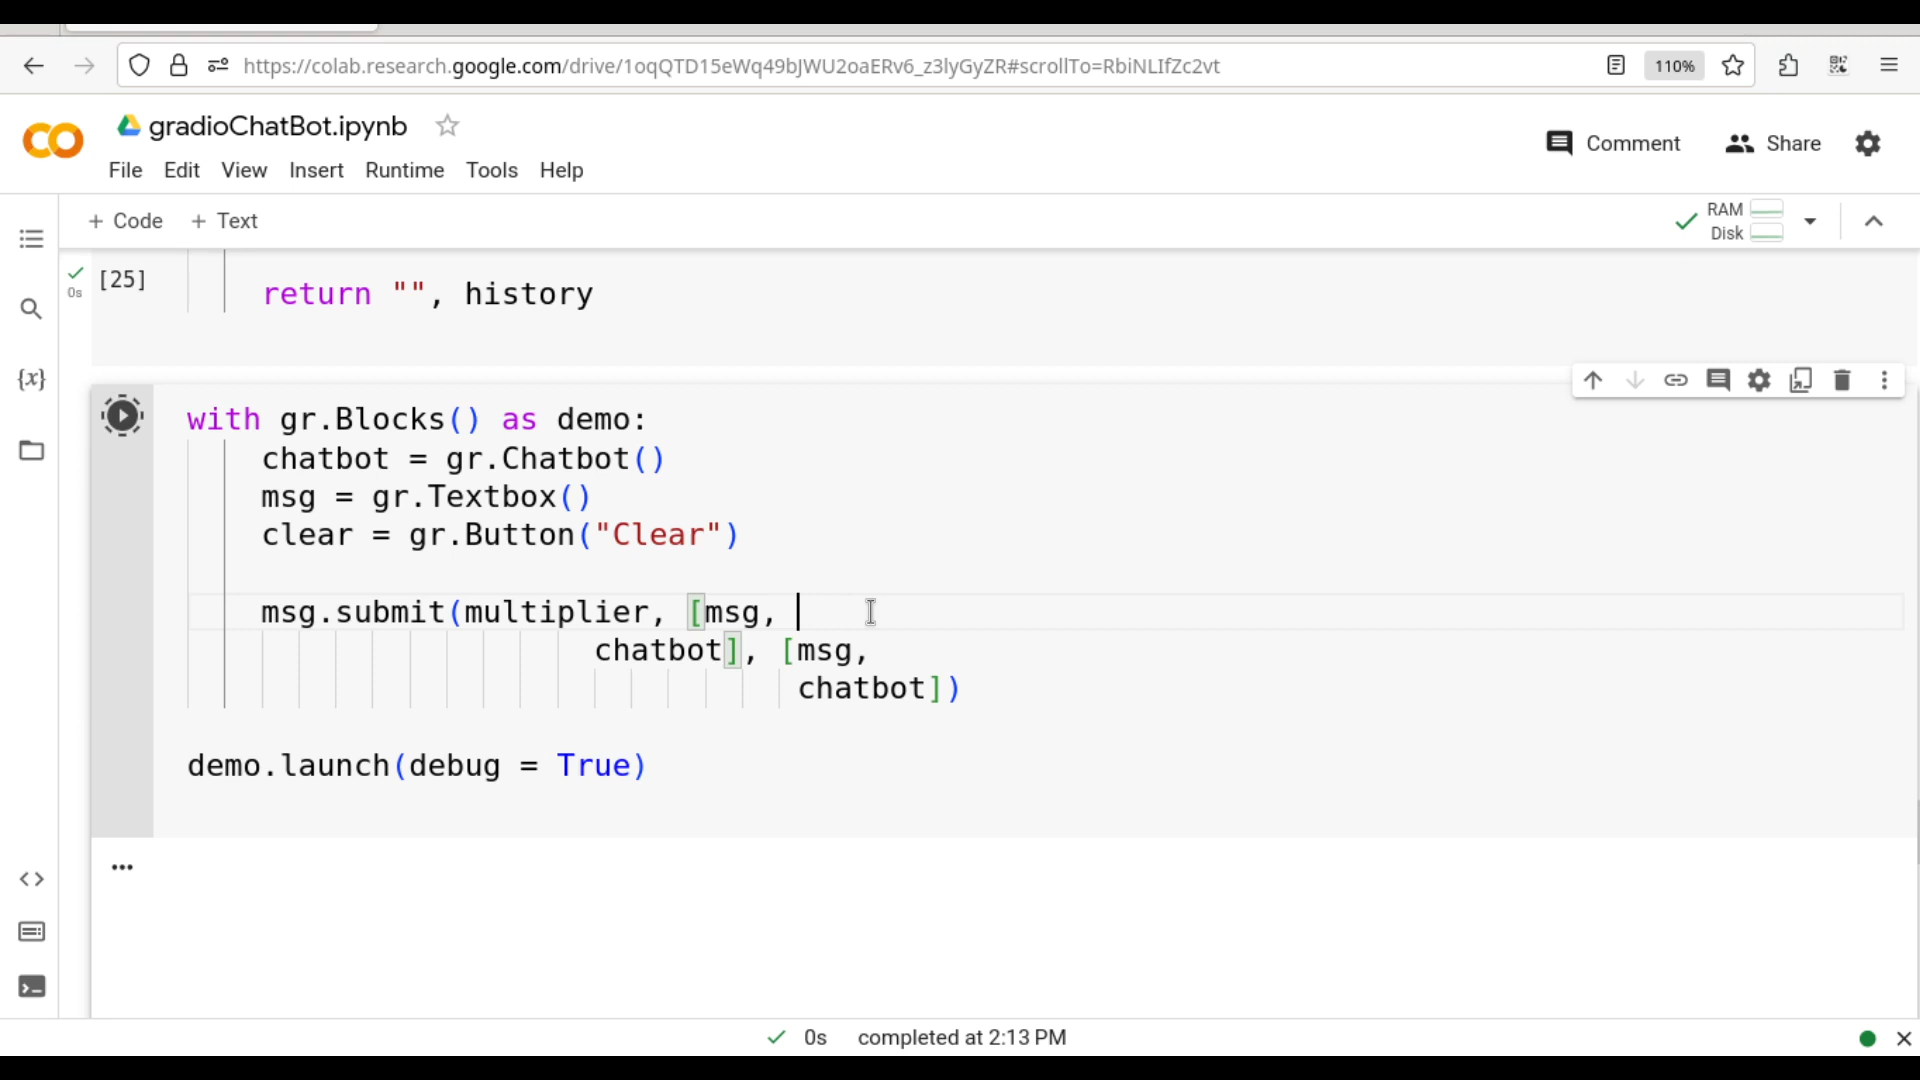 https://colab.research.google.com/drive/1oqQTD15eWq49bJWU2oaERv6_z3lyGyZR#scrollTo=RbiNLIfZc2vt
110%
gradioChatBot.ipynb
Comment
Share
File Edit View Insert Runtime Tools Help
+ Code + Text
RAM
Disk
[25]
0s
return "", history
with gr.Blocks() as demo:
chatbot = gr.Chatbot()
msg = gr.Textbox()
clear = gr.Button("Clear")
msg.submit(multiplier, [msg,
chatbot], [msg,
chatbot])
demo.launch(debug = True)
...
0s completed at 2:13 PM